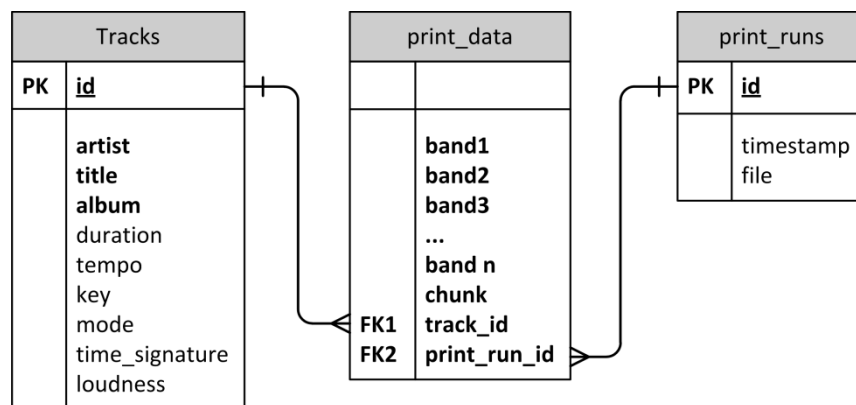 Tracks
PK id
artist
title
album
duration
tempo
key
mode
time_signature
loudness
print_data
band1
band2
band3
...
band n
chunk
FK1 track_id
FK2 print_run_id
print_runs
PK id
timestamp
file